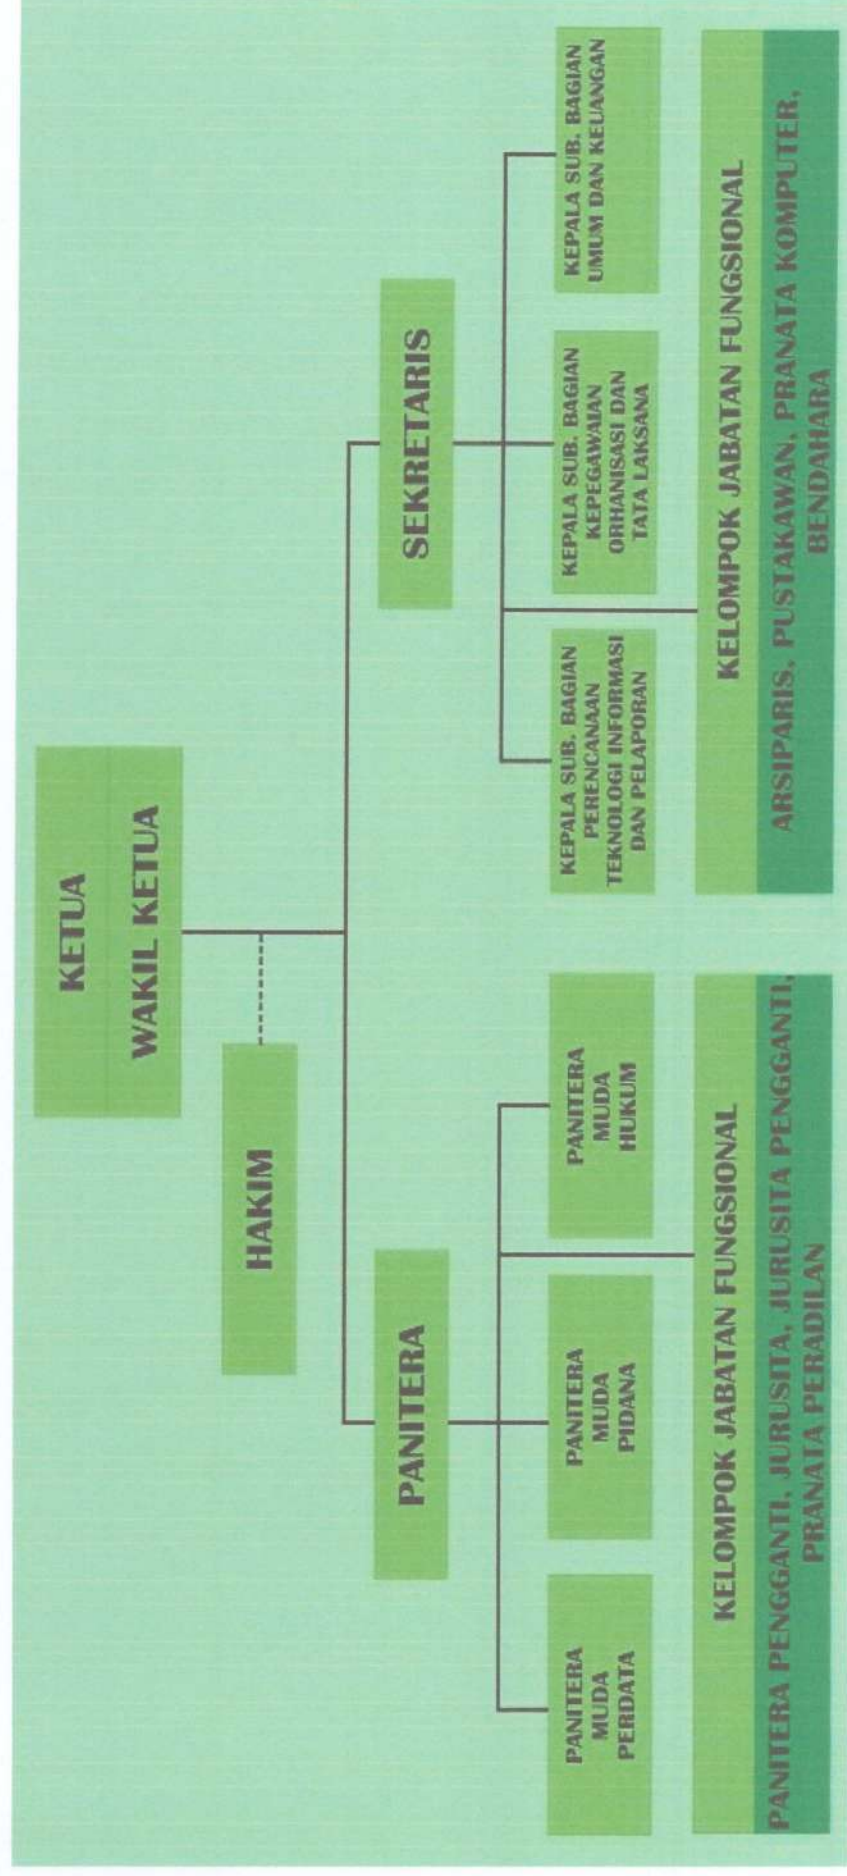 KETUA
WAKIL KETUA
HAKIM
PANITERA
SEKRETARIS
PANITERA
MUDA
PERDATA
PANITERA
MUDA
PIDANA
PANITERA
MUDA
HUKUM
KEPALA SUB. BAGIAN
PERENCANAAN
TEKNOLOGI INFORMASI
DAN PELAPORAN
KEPALA SUB. BAGIAN
KEPEGAWAIAN
ORHANISASI DAN
TATA LAKSANA
KEPALA SUB. BAGIAN
UMUM DAN KEUANGAN
KELOMPOK JABATAN FUNGSIONAL
PANITERA PENGGANTI, JURUSITA, JURUSITA PENGGANTI,
PRANATA PERADILAN
KELOMPOK JABATAN FUNGSIONAL
ARSIPARIS, PUSTAKAWAN, PRANATA KOMPUTER,
BENDAHARA